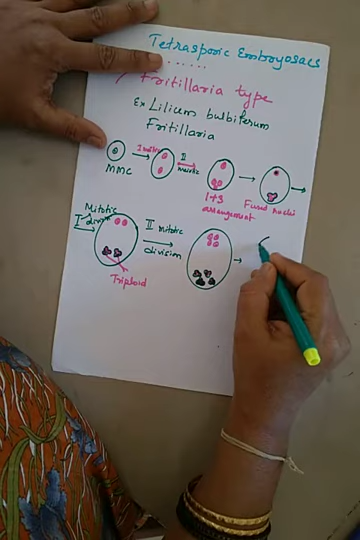 Tetrasporic Embryosacs
Fritillaria type
Ex Lilium bulbiferum
Fritillaria
I meitic
II
meiotic
MMC
1+3
arrangement
Fused nuclei
Mitotic
I division
II Mitotic
division
Triploid